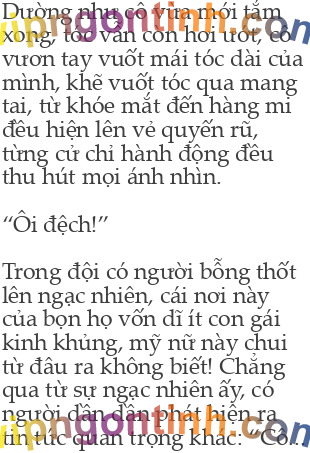 Dường như cô vừa mới tắm
xong, tóc vẫn còn hơi ướt, cô
vươn tay vuốt mái tóc dài của
mình, khẽ vuốt tóc qua mang
tai, từ khóe mắt đến hàng mi
đều hiện lên vẻ quyến rũ,
từng cử chỉ hành động đều
thu hút mọi ánh nhìn.
“Ôi đệch!”
Trong đội có người bỗng thốt
lên ngạc nhiên, cái nơi này
của bọn họ vốn dĩ ít con gái
kinh khủng, mỹ nữ này chui
từ đâu ra không biết! Chẳng
qua từ sự ngạc nhiên ấy, có
người dần dần phát hiện ra
tin tức quan trọng khác: “Cô...
vipngontinh.com
vipngontinh.com